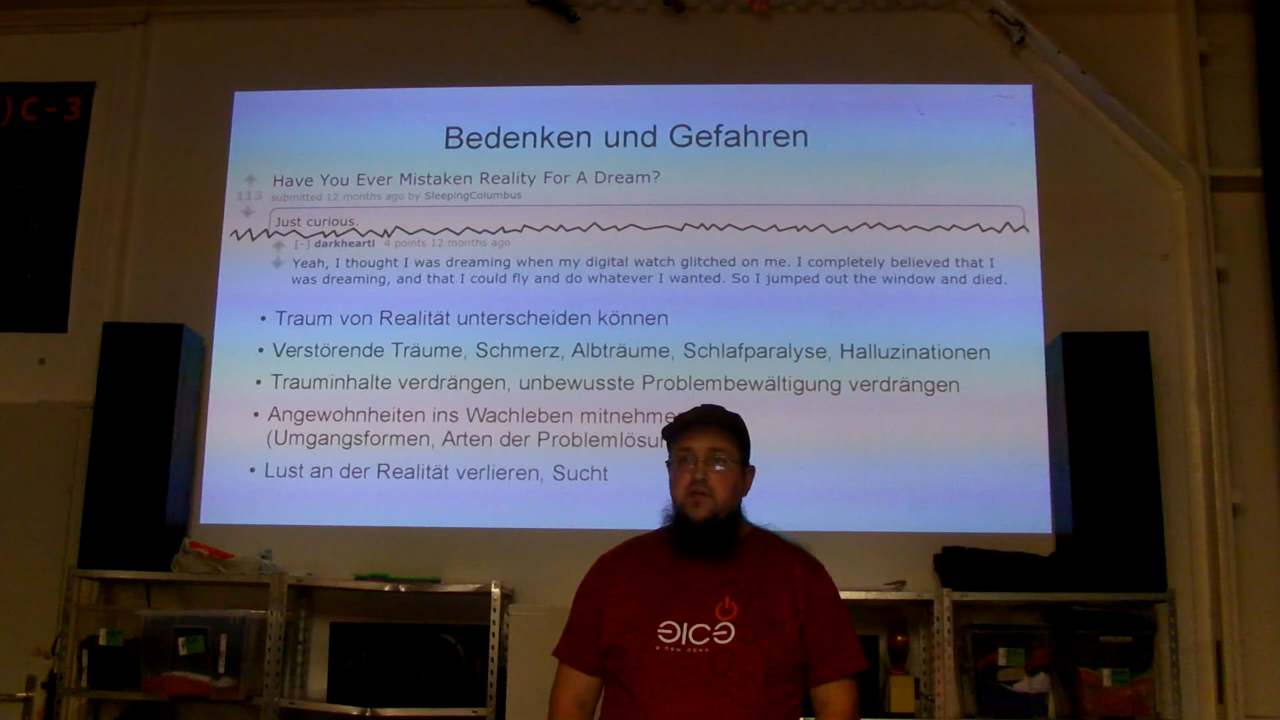 )C-3
Bedenken und Gefahren
Have You Ever Mistaken Reality For A Dream?
113 submitted 12 months ago by SleepingColumbus
Just curious.
[-] darkheartl 4 points 12 months ago
Yeah, I thought I was dreaming when my digital watch glitched on me. I completely believed that I
was dreaming, and that I could fly and do whatever I wanted. So I jumped out the window and died.
• Traum von Realität unterscheiden können
• Verstörende Träume, Schmerz, Albträume, Schlafparalyse, Halluzinationen
• Trauminhalte verdrängen, unbewusste Problembewältigung verdrängen
• Angewohnheiten ins Wachleben mitnehme
(Umgangsformen, Arten der Problemlösu
• Lust an der Realität verlieren, Sucht
a new dawn